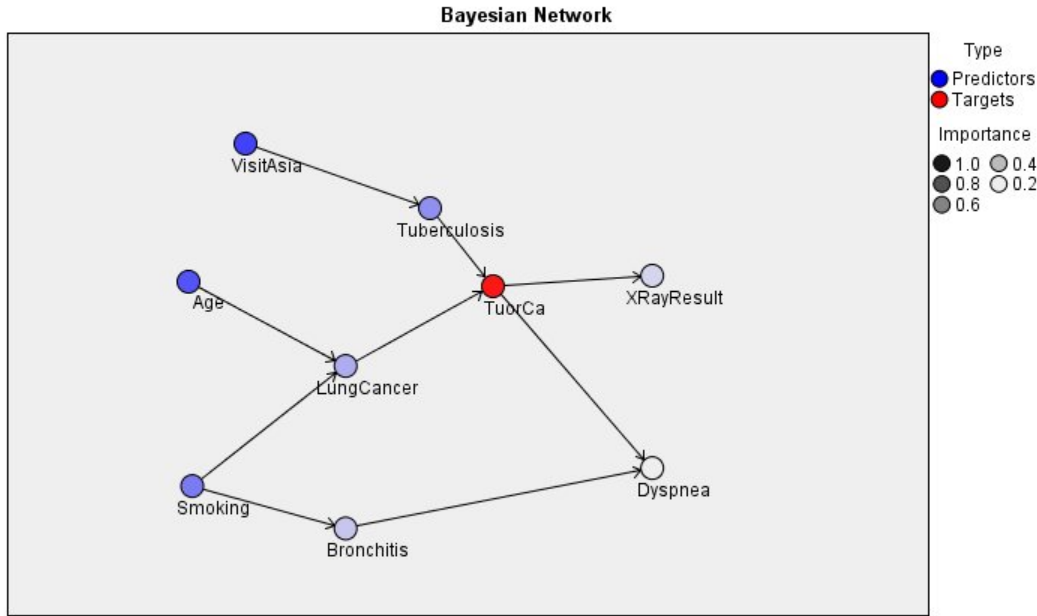 Bayesian Network
Type
Predictors
Targets
Importance
1.0 0.4
0.8 0.2
0.6
VisitAsia
Tuberculosis
Age
TuorCa
XRayResult
LungCancer
Smoking
Dyspnea
Bronchitis